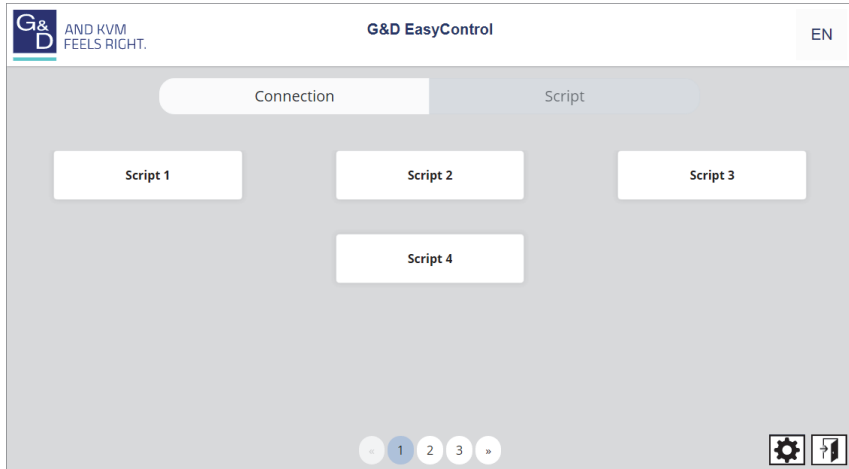 G&D
AND KVM
FEELS RIGHT.
G&D EasyControl
EN
Connection
Script
Script 1
Script 2
Script 3
Script 4
« 1 2 3 »